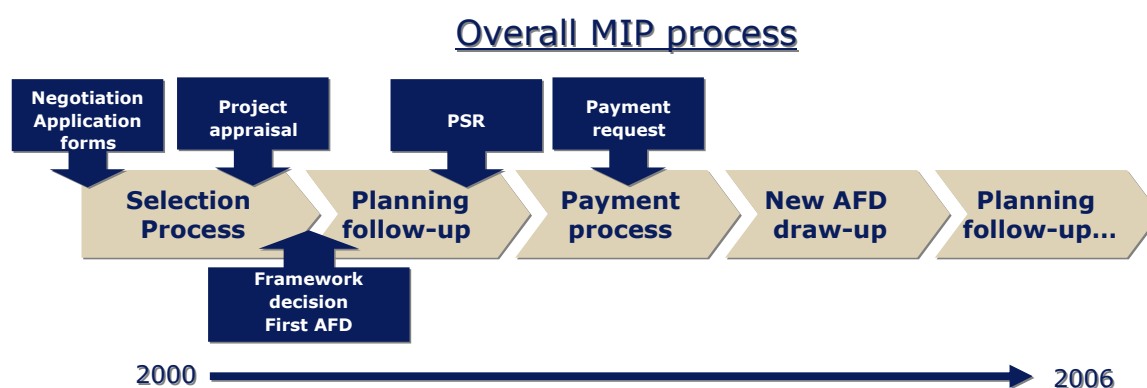 Overall MIP process
Negotiation
Application
forms
Project
appraisal
PSR
Payment
request
Selection
Process
Planning
follow-up
Payment
process
New AFD
draw-up
Planning
follow-up...
Framework
decision
First AFD
2000
2006